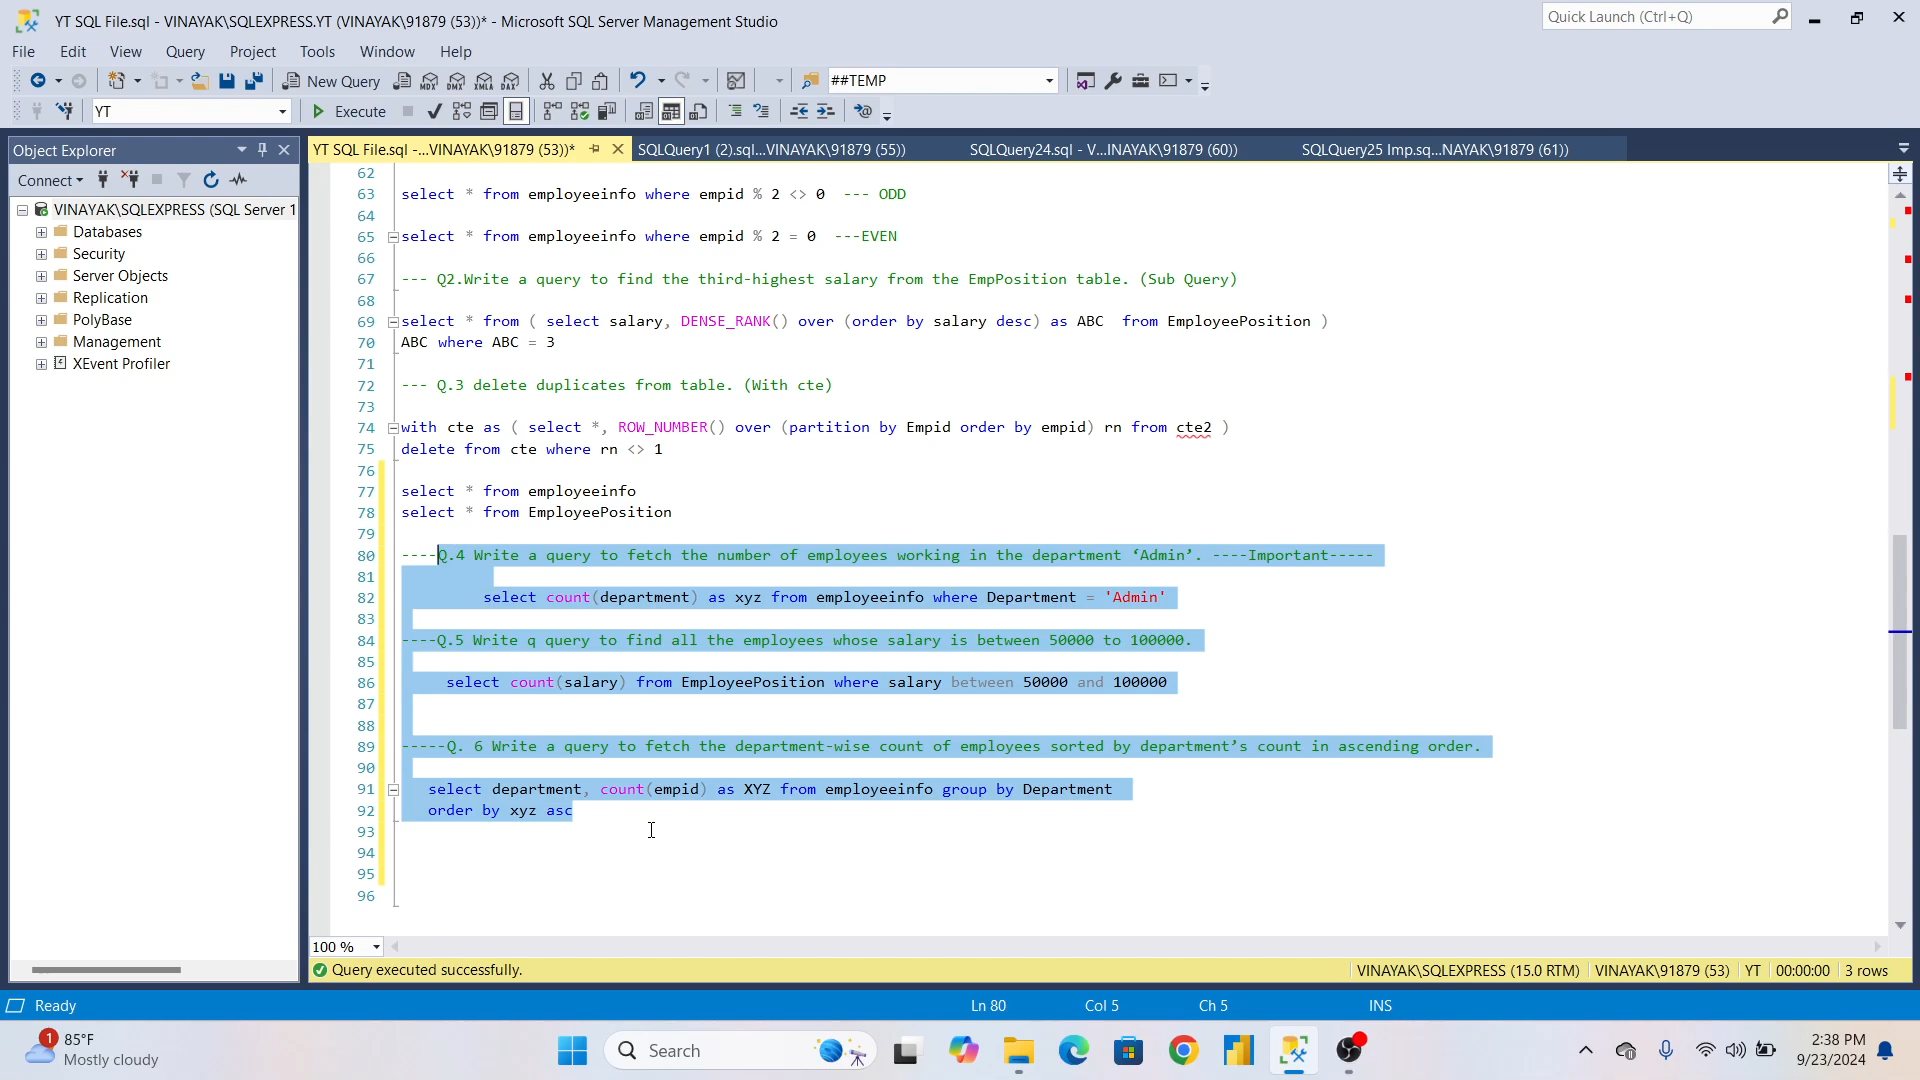 YT SQL File.sql - VINAYAK\SQLEXPRESS.YT (VINAYAK\91879 (53))* - Microsoft SQL Server Management Studio
Quick Launch (Ctrl+Q)
File Edit View Query Project Tools Window Help
New Query MDX DMX XMLA DAX ##TEMP
YT Execute
Object Explorer
YT SQL File.sql -...VINAYAK\91879 (53))* SQLQuery1 (2).sql...VINAYAK\91879 (55)) SQLQuery24.sql - V...INAYAK\91879 (60)) SQLQuery25 Imp.sq...NAYAK\91879 (61))
Connect
VINAYAK\SQLEXPRESS (SQL Server 1
Databases
Security
Server Objects
Replication
PolyBase
Management
XEvent Profiler
62
63 select * from employeeinfo where empid % 2 <> 0 --- ODD
64
65 select * from employeeinfo where empid % 2 = 0 ---EVEN
66
67 --- Q2.Write a query to find the third-highest salary from the EmpPosition table. (Sub Query)
68
69 select * from ( select salary, DENSE_RANK() over (order by salary desc) as ABC from EmployeePosition )
70 ABC where ABC = 3
71
72 --- Q.3 delete duplicates from table. (With cte)
73
74 with cte as ( select *, ROW_NUMBER() over (partition by Empid order by empid) rn from cte2 )
75 delete from cte where rn <> 1
76
77 select * from employeeinfo
78 select * from EmployeePosition
79
80 ----Q.4 Write a query to fetch the number of employees working in the department ‘Admin’. ----Important-----
81
82 select count(department) as xyz from employeeinfo where Department = 'Admin'
83
84 ----Q.5 Write q query to find all the employees whose salary is between 50000 to 100000.
85
86 select count(salary) from EmployeePosition where salary between 50000 and 100000
87
88
89 -----Q. 6 Write a query to fetch the department-wise count of employees sorted by department’s count in ascending order.
90
91 select department, count(empid) as XYZ from employeeinfo group by Department
92 order by xyz asc
93
94
95
96
100 %
Query executed successfully. VINAYAK\SQLEXPRESS (15.0 RTM) VINAYAK\91879 (53) YT 00:00:00 3 rows
Ready Ln 80 Col 5 Ch 5 INS
1 85°F
Mostly cloudy
Search
2:38 PM
9/23/2024